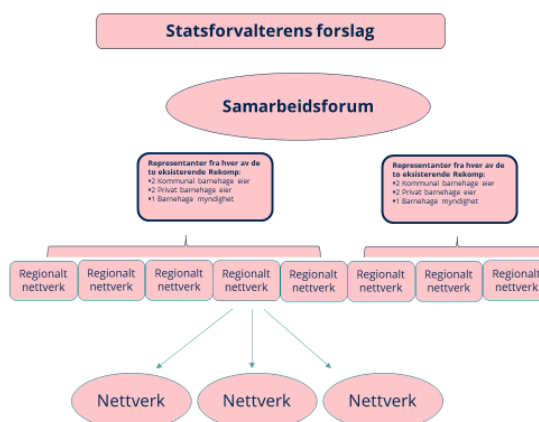 Statsforvalterens forslag
Samarbeidsforum
Representanter fra hver av de
to eksisterende Rekomp:
•2 Kommunal barnehage eier
•2 Privat barnehage eier
•1 Barnehage myndighet
Representanter fra hver av de
to eksisterende Rekomp:
•2 Kommunal barnehage eier
•2 Privat barnehage eier
•1 Barnehage myndighet
Regionalt
nettverk
Regionalt
nettverk
Regionalt
nettverk
Regionalt
nettverk
Regionalt
nettverk
Regionalt
nettverk
Regionalt
nettverk
Regionalt
nettverk
Nettverk
Nettverk
Nettverk